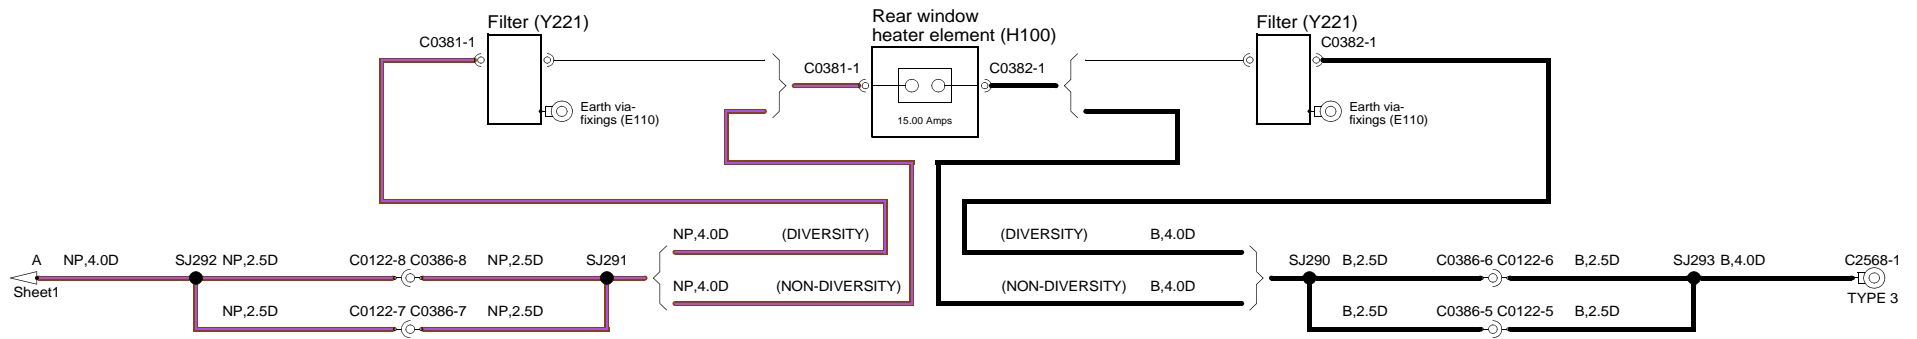 Filter (Y221)
Rear window
heater element (H100)
Filter (Y221)
C0381-1
C0382-1
C0381-1
C0382-1
Earth via-
fixings (E110)
15.00 Amps
Earth via-
fixings (E110)
NP,4.0D (DIVERSITY)
(DIVERSITY) B,4.0D
A NP,4.0D SJ292 NP,2.5D C0122-8 C0386-8 NP,2.5D SJ291
SJ290 B,2.5D C0386-6 C0122-6 B,2.5D SJ293 B,4.0D C2568-1
Sheet1
NP,4.0D (NON-DIVERSITY)
(NON-DIVERSITY) B,4.0D
TYPE 3
NP,2.5D C0122-7 C0386-7 NP,2.5D
B,2.5D C0386-5 C0122-5 B,2.5D